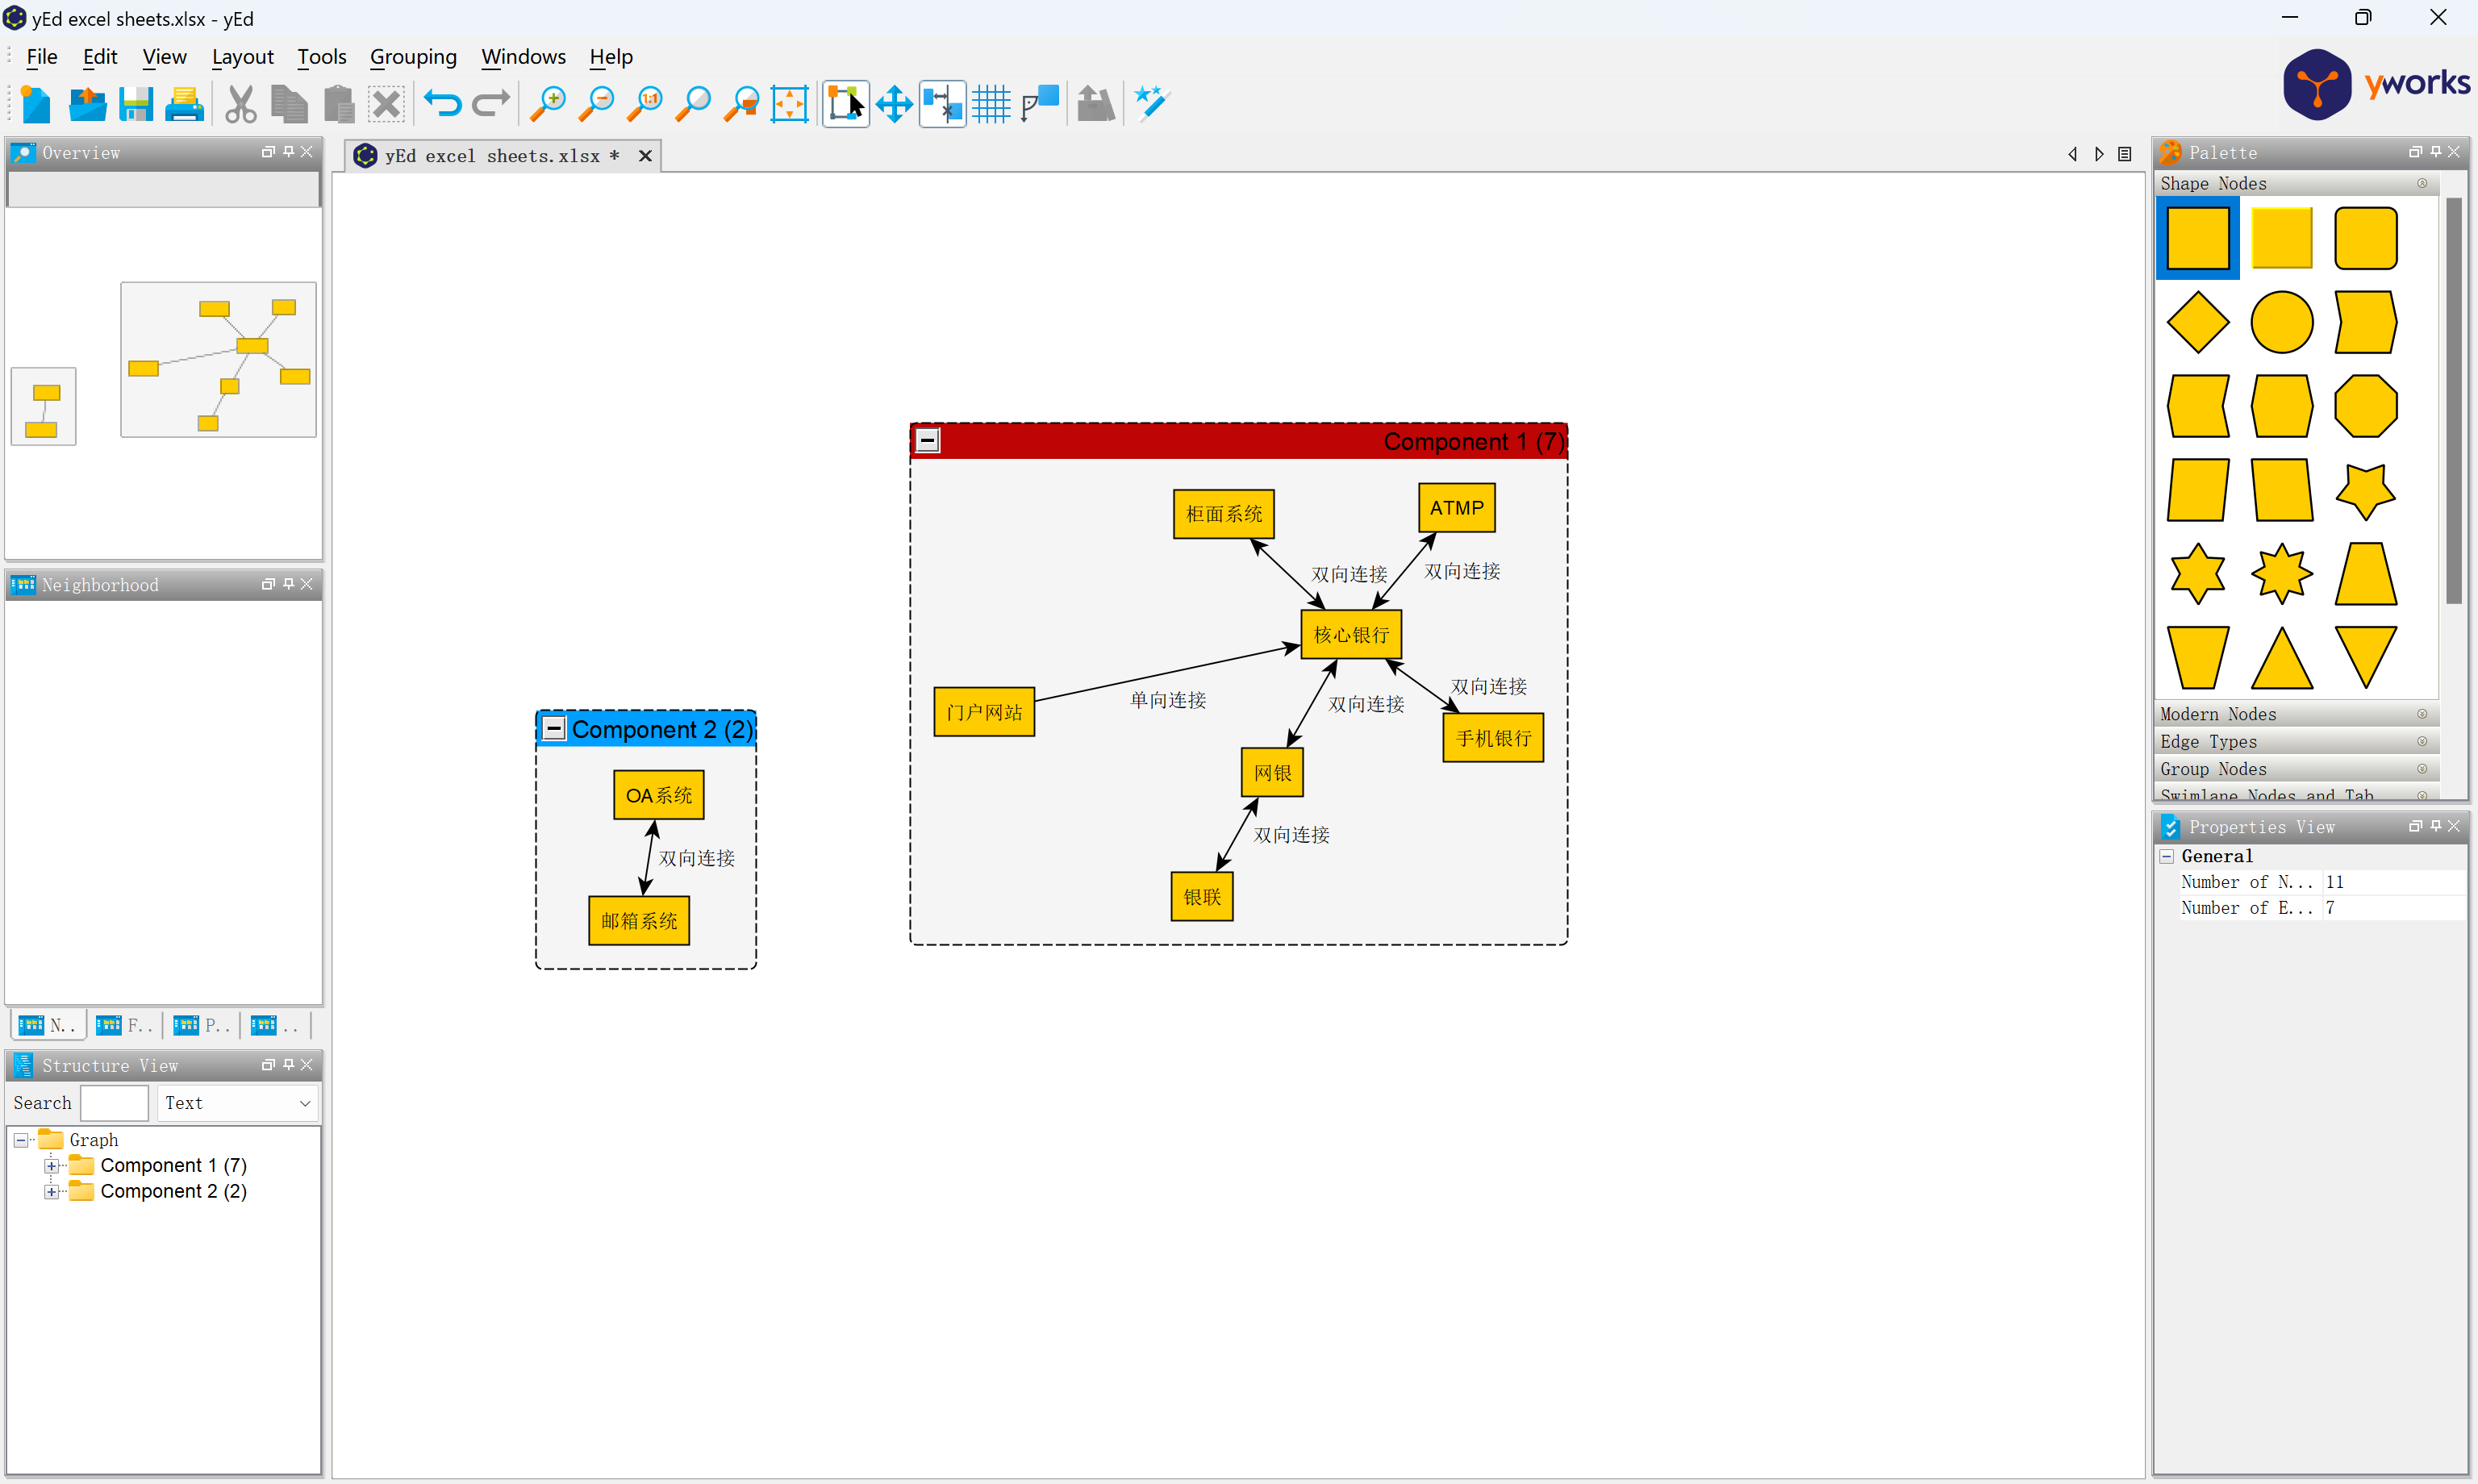 yEd excel sheets.xlsx - yEd
File Edit View Layout Tools Grouping Windows Help
yworks
1:1
Overview
yEd excel sheets.xlsx *
Palette
Shape Nodes
Component 1 (7)
柜面系统
ATMP
双向连接
双向连接
核心银行
门户网站
单向连接
双向连接
双向连接
手机银行
网银
双向连接
银联
Component 2 (2)
OA系统
双向连接
邮箱系统
Neighborhood
N..
F..
P..
..
Structure View
Search
Text
Graph
Component 1 (7)
Component 2 (2)
Modern Nodes
Edge Types
Group Nodes
Swimlane Nodes and Tab
Properties View
General
Number of N... 11
Number of E... 7